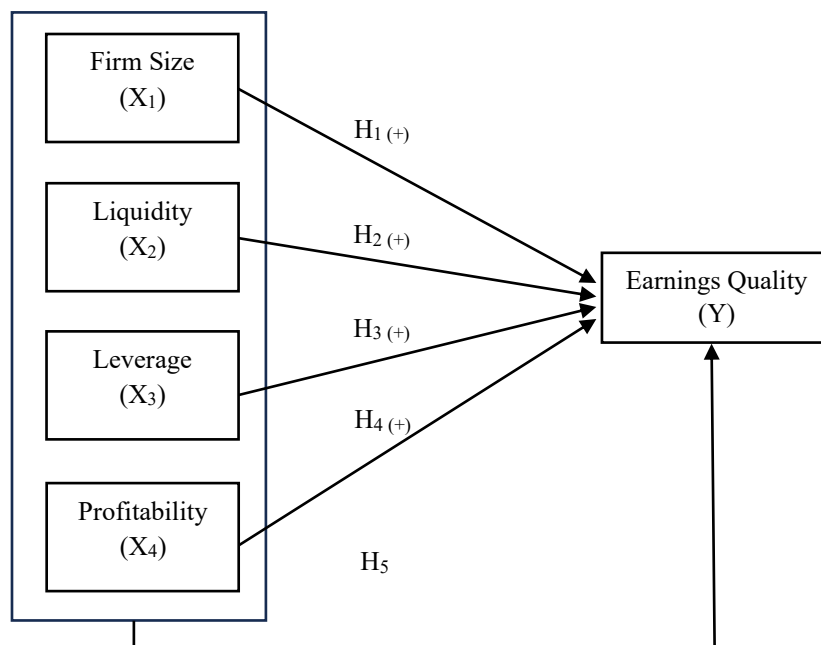 Firm Size
(X₁)
H₁ (+)
Liquidity
(X₂)
H₂ (+)
Earnings Quality
(Y)
Leverage
(X₃)
H₃ (+)
H₄ (+)
Profitability
(X₄)
H₅